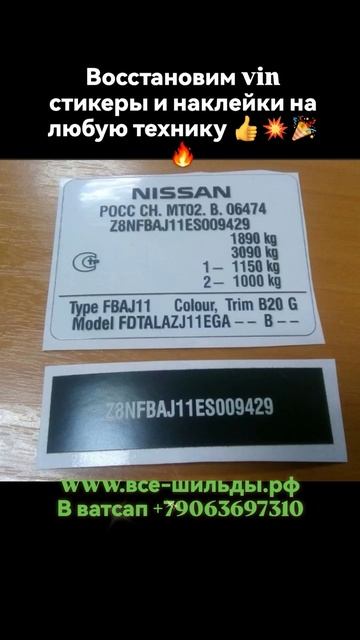 Восстановим vin
стикеры и наклейки на
любую технику 👍💥🎉
🔥
NISSAN
РОСС CH. MT02. B. 06474
Z8NFBAJ11ES009429
1890 kg
3090 kg
1— 1150 kg
2— 1000 kg
Type FBAJ11 Colour, Trim B20 G
Model FDTALAZJ11EGA — — B — —
Z8NFBAJ11ES009429
www.все-шильды.рф
В ватсап +79063697310